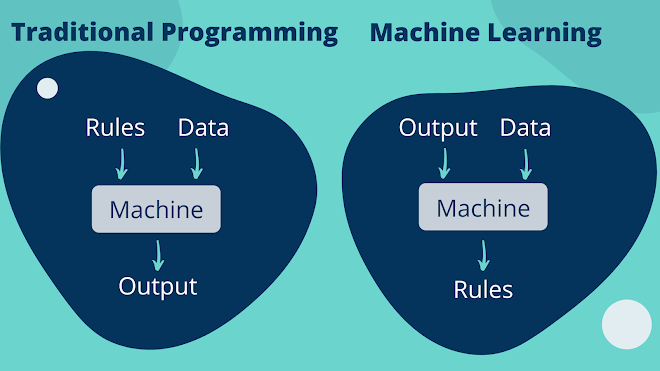 Traditional Programming
Rules Data
Machine
Output
Machine Learning
Output Data
Machine
Rules